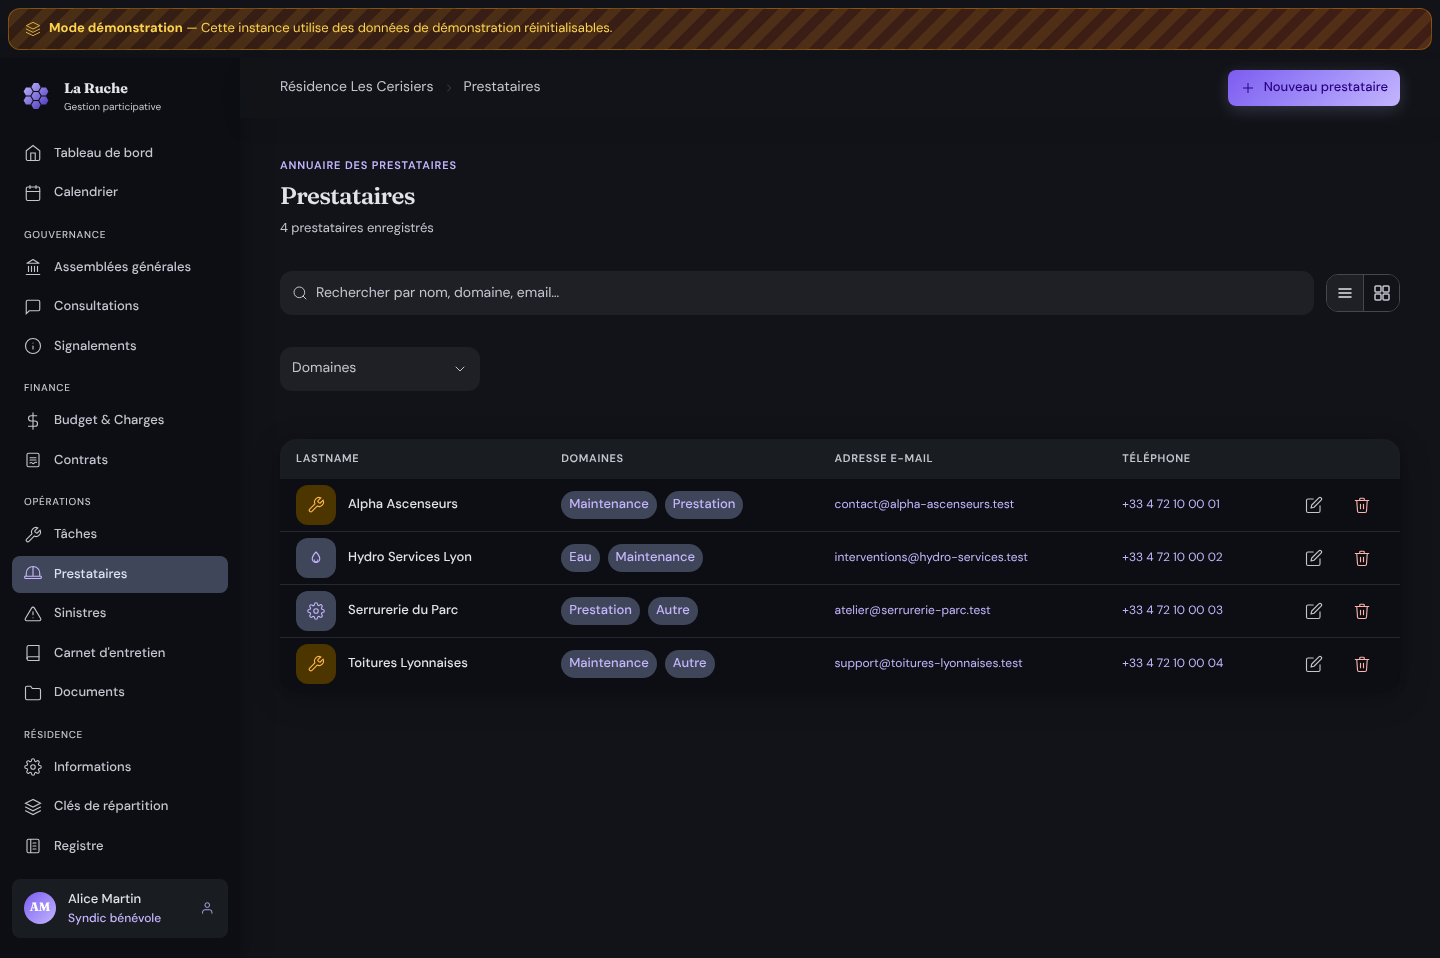 Mode démonstration — Cette instance utilise des données de démonstration réinitialisables.
La Ruche
Gestion participative
Résidence Les Cerisiers > Prestataires
Nouveau prestataire
Tableau de bord
Calendrier
GOUVERNANCE
Assemblées générales
Consultations
Signalements
FINANCE
Budget & Charges
Contrats
OPÉRATIONS
Tâches
Prestataires
Sinistres
Carnet d'entretien
Documents
RÉSIDENCE
Informations
Clés de répartition
Registre
AM
Alice Martin
Syndic bénévole
ANNUAIRE DES PRESTATAIRES
Prestataires
4 prestataires enregistrés
Rechercher par nom, domaine, email...
Domaines
LASTNAME DOMAINES ADRESSE E-MAIL TÉLÉPHONE
Alpha Ascenseurs Maintenance Prestation contact@alpha-ascenseurs.test +33 4 72 10 00 01
Hydro Services Lyon Eau Maintenance interventions@hydro-services.test +33 4 72 10 00 02
Serrurerie du Parc Prestation Autre atelier@serrurerie-parc.test +33 4 72 10 00 03
Toitures Lyonnaises Maintenance Autre support@toitures-lyonnaises.test +33 4 72 10 00 04